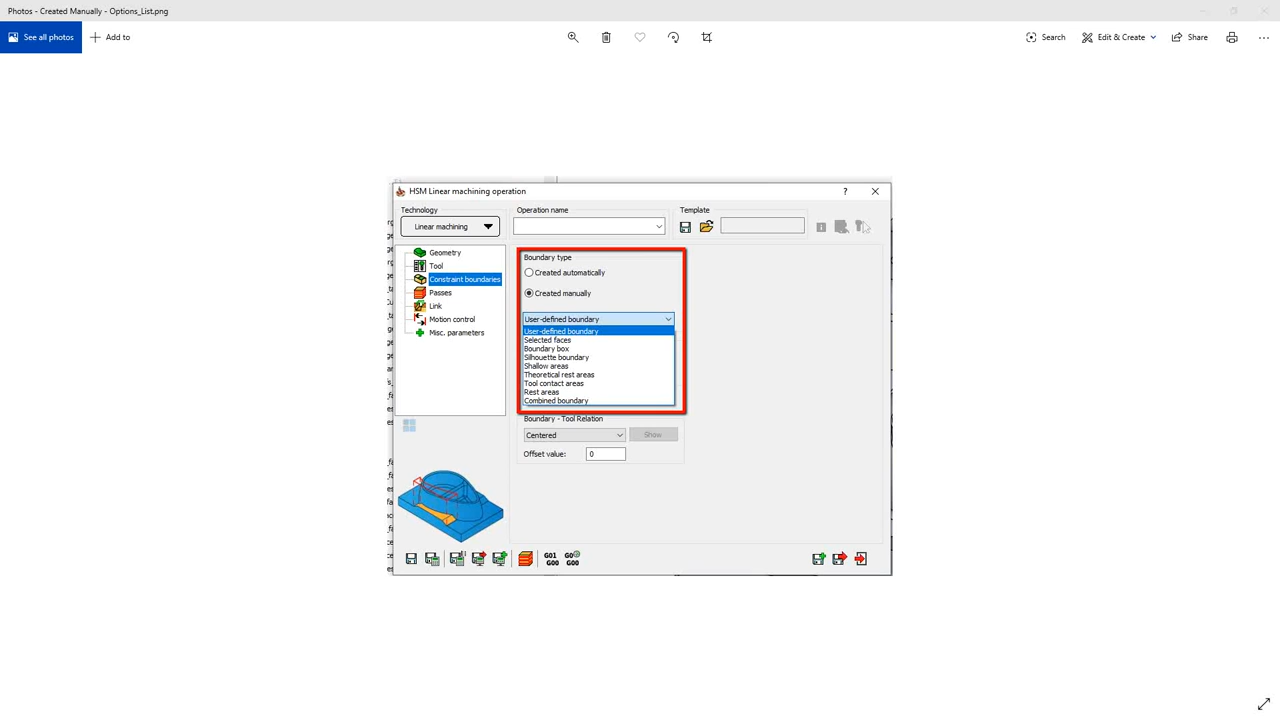 Photos - Created Manually - Options_List.png
See all photos
Add to
Search
Edit & Create
Share
HSM Linear machining operation
?
Technology
Operation name
Template
Linear machining
Geometry
Tool
Constraint boundaries
Passes
Link
Motion control
Misc. parameters
Boundary type
Created automatically
Created manually
User-defined boundary
User-defined boundary
Selected faces
Boundary box
Silhouette boundary
Shallow areas
Theoretical rest areas
Tool contact areas
Rest areas
Combined boundary
Boundary - Tool Relation
Centered
Show
Offset value:
0
G01
G00
G00